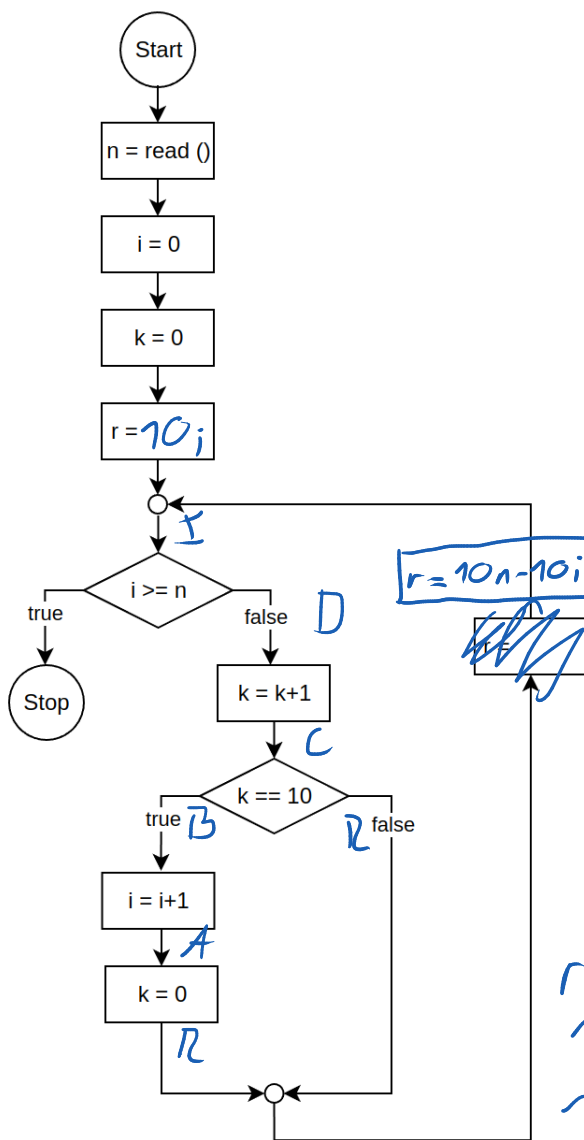 Start
n = read ()
i = 0
k = 0
r = 10i
I
i >= n
true
false
D
r = 10n-10i
r =
Stop
k = k+1
C
k == 10
true
B
R
false
i = i+1
A
k = 0
R